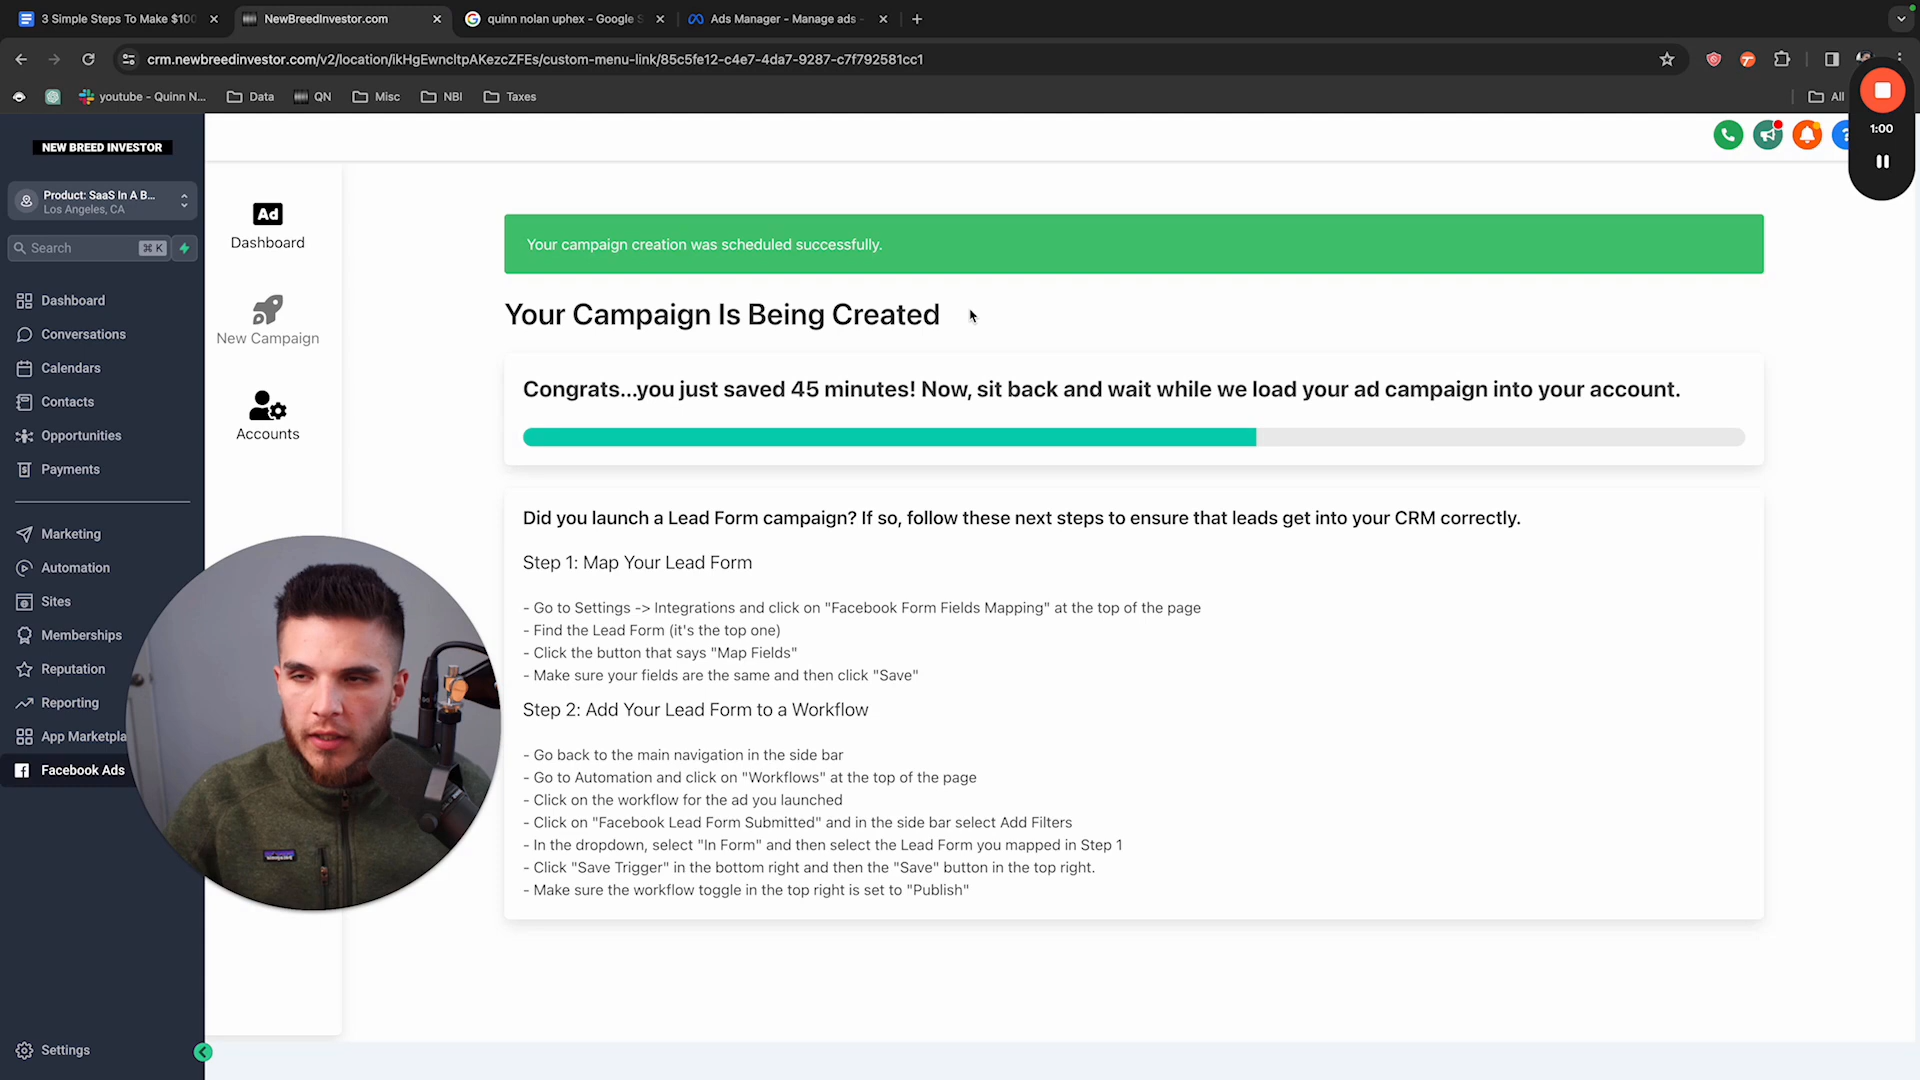 3 Simple Steps To Make $100
NewBreedInvestor.com
quinn nolan uphex - Google S
Ads Manager - Manage ads -
crm.newbreedinvestor.com/v2/location/ikHgEwncltpAKezcZFEs/custom-menu-link/85c5fe12-c4e7-4da7-9287-c7f792581cc1
youtube - Quinn N...
Data
QN
Misc
NBI
Taxes
All
1:00
NEW BREED INVESTOR
Product: SaaS In A B...
Los Angeles, CA
Search
⌘ K
Dashboard
Conversations
Calendars
Contacts
Opportunities
Payments
Marketing
Automation
Sites
Memberships
Reputation
Reporting
App Marketpla
Facebook Ads
Settings
Ad
Dashboard
New Campaign
Accounts
Your campaign creation was scheduled successfully.
Your Campaign Is Being Created
Congrats...you just saved 45 minutes! Now, sit back and wait while we load your ad campaign into your account.
Did you launch a Lead Form campaign? If so, follow these next steps to ensure that leads get into your CRM correctly.
Step 1: Map Your Lead Form
- Go to Settings -> Integrations and click on "Facebook Form Fields Mapping" at the top of the page
- Find the Lead Form (it's the top one)
- Click the button that says "Map Fields"
- Make sure your fields are the same and then click "Save"
Step 2: Add Your Lead Form to a Workflow
- Go back to the main navigation in the side bar
- Go to Automation and click on "Workflows" at the top of the page
- Click on the workflow for the ad you launched
- Click on "Facebook Lead Form Submitted" and in the side bar select Add Filters
- In the dropdown, select "In Form" and then select the Lead Form you mapped in Step 1
- Click "Save Trigger" in the bottom right and then the "Save" button in the top right.
- Make sure the workflow toggle in the top right is set to "Publish"